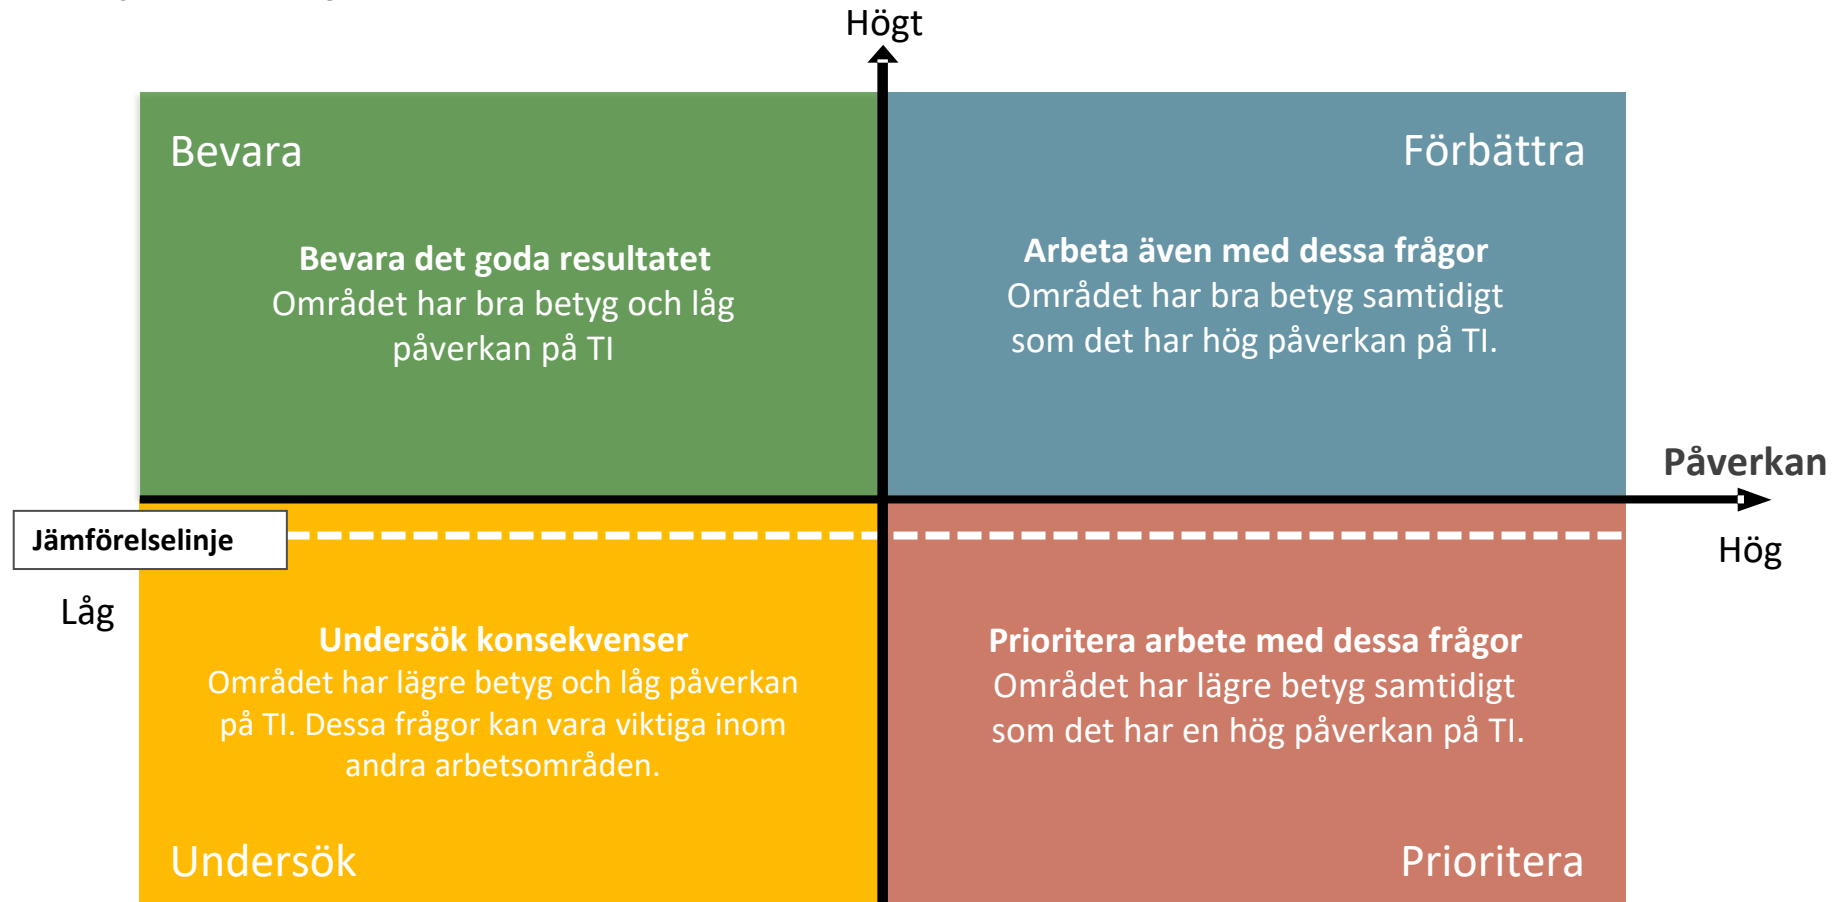 Högt
Bevara
Förbättra
Bevara det goda resultatet
Området har bra betyg och låg
påverkan på TI
Arbeta även med dessa frågor
Området har bra betyg samtidigt
som det har hög påverkan på TI.
Påverkan
Jämförelselinje
Hög
Låg
Undersök konsekvenser
Området har lägre betyg och låg påverkan
på TI. Dessa frågor kan vara viktiga inom
andra arbetsområden.
Prioritera arbete med dessa frågor
Området har lägre betyg samtidigt
som det har en hög påverkan på TI.
Undersök
Prioritera